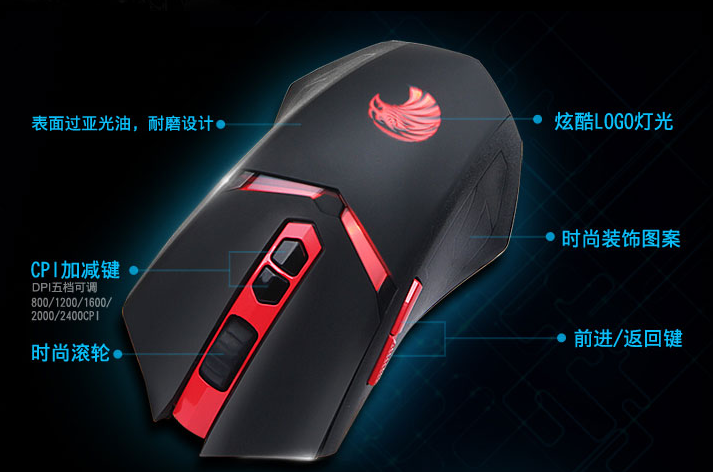 表面过亚光油，耐磨设计
炫酷LOGO灯光
时尚装饰图案
CPI加减键
DPI五档可调
800/1200/1600/
2000/2400CPI
前进/返回键
时尚滚轮